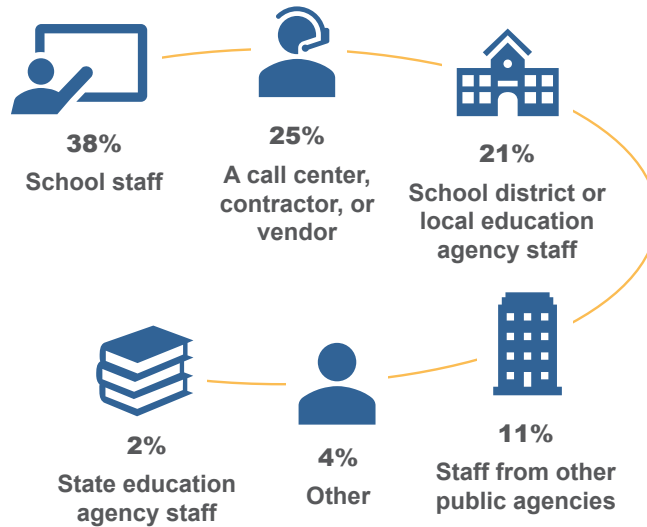 38%
School staff
25%
A call center,
contractor, or
vendor
21%
School district or
local education
agency staff
2%
State education
agency staff
4%
Other
11%
Staff from other
public agencies